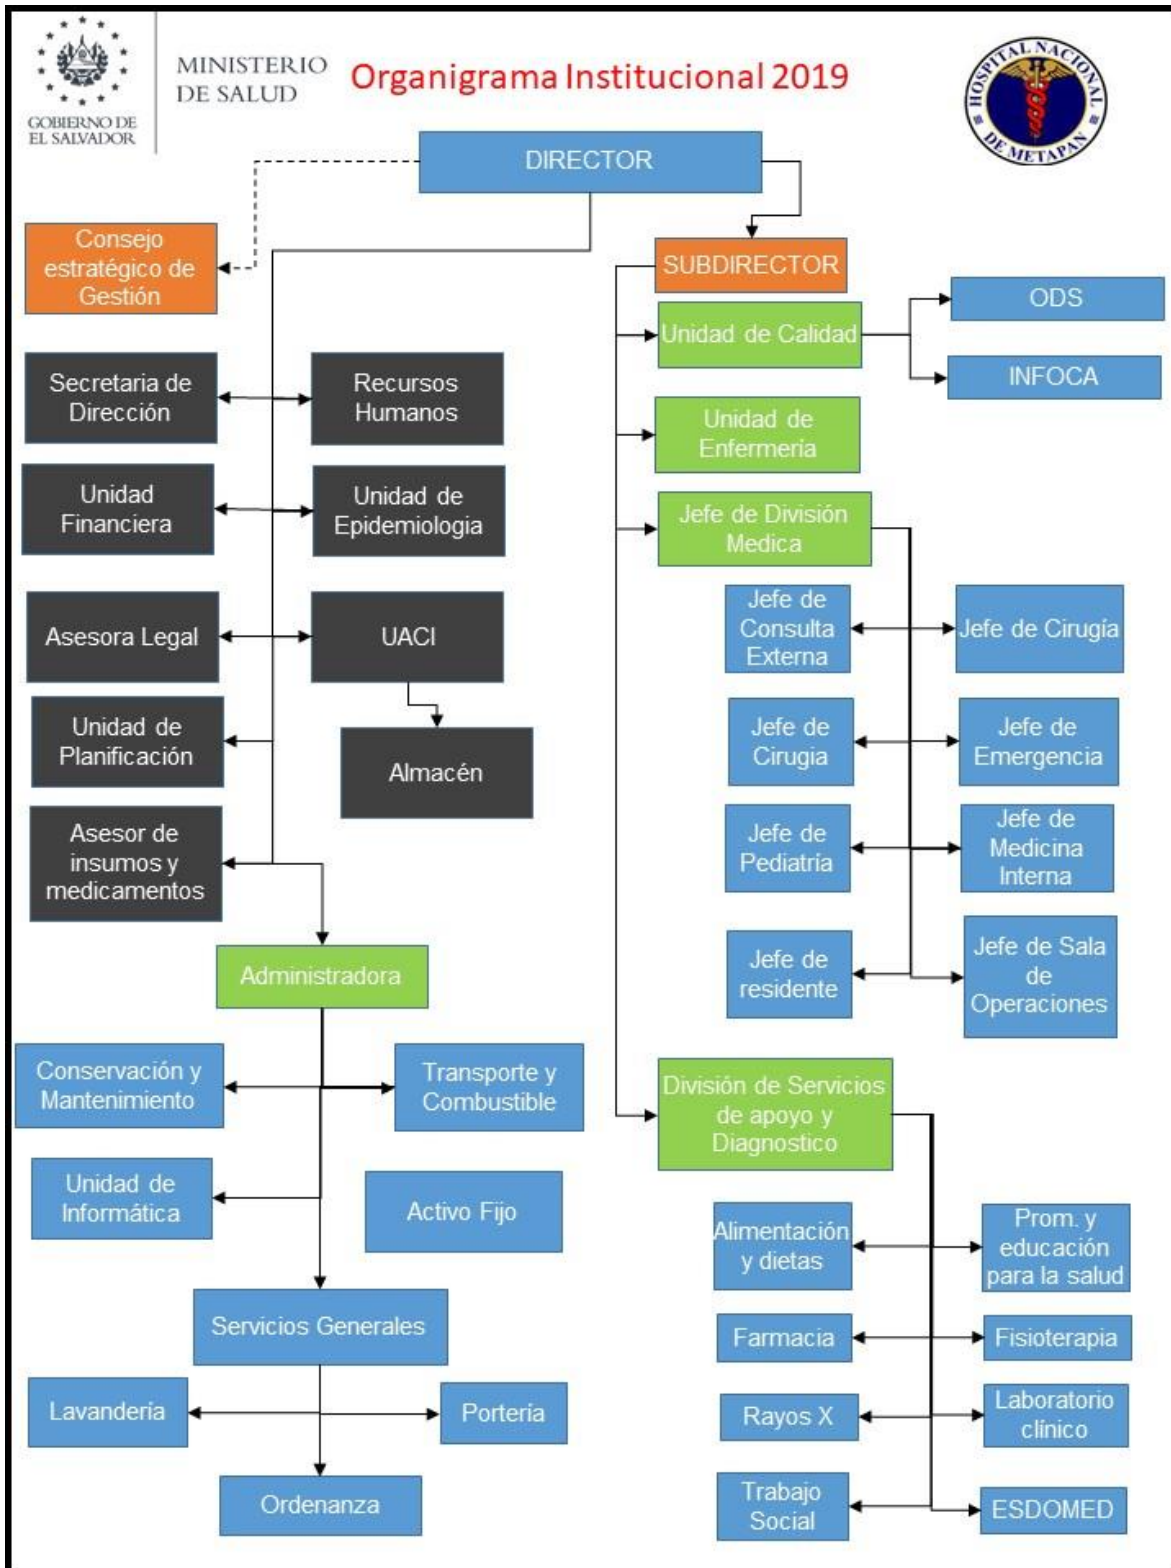 GOBIERNO DE
EL SALVADOR
MINISTERIO
DE SALUD
Organigrama Institucional 2019
HOSPITAL NACIONAL
DE METAPAN
DIRECTOR
Consejo
estratégico de
Gestión
SUBDIRECTOR
Unidad de Calidad
ODS
INFOCA
Secretaria de
Dirección
Recursos
Humanos
Unidad de
Enfermería
Unidad
Financiera
Unidad de
Epidemiologia
Jefe de División
Medica
Asesora Legal
UACI
Jefe de
Consulta
Externa
Jefe de Cirugía
Unidad de
Planificación
Almacén
Jefe de
Cirugia
Jefe de
Emergencia
Asesor de
insumos y
medicamentos
Jefe de
Pediatría
Jefe de
Medicina
Interna
Administradora
Jefe de
residente
Jefe de Sala
de
Operaciones
Conservación y
Mantenimiento
Transporte y
Combustible
División de Servicios
de apoyo y
Diagnostico
Unidad de
Informática
Activo Fijo
Alimentación
y dietas
Prom. y
educación
para la salud
Servicios Generales
Farmacia
Fisioterapia
Lavandería
Portería
Rayos X
Laboratorio
clínico
Ordenanza
Trabajo
Social
ESDOMED